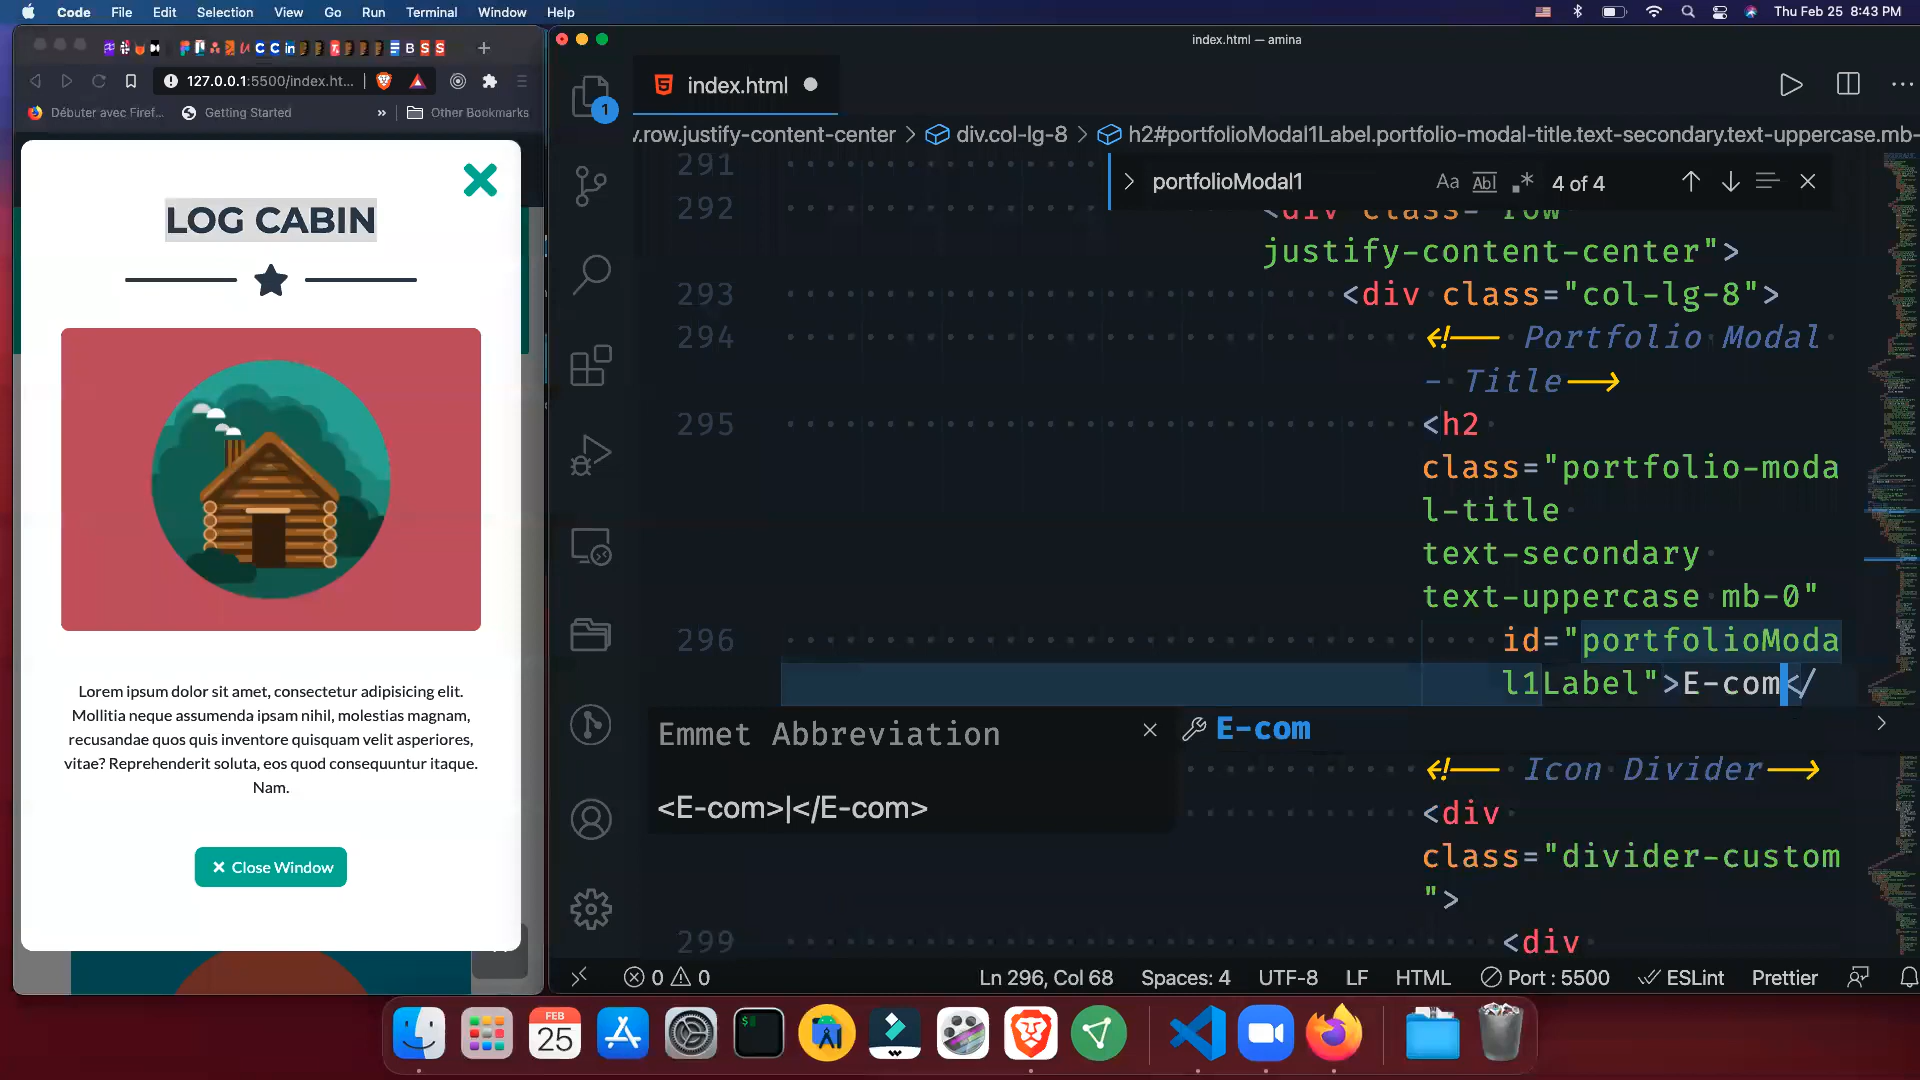 Code File Edit Selection View Go Run Terminal Window Help
Thu Feb 25 8:43 PM
127.0.0.1:5500/index.ht...
Débuter avec Firef...
Getting Started
»
Other Bookmarks
LOG CABIN
Lorem ipsum dolor sit amet, consectetur adipisicing elit.
Mollitia neque assumenda ipsam nihil, molestias magnam,
recusandae quos quis inventore quisquam velit asperiores,
vitae? Reprehenderit soluta, eos quod consequuntur itaque.
Nam.
Close Window
index.html — amina
1
index.html
v.row.justify-content-center > div.col-lg-8 > h2#portfolioModal1Label.portfolio-modal-title.text-secondary.text-uppercase.mb-
portfolioModal1 Aa Abl .* 4 of 4
291
292 <div class="row
justify-content-center">
293 <div class="col-lg-8">
294 <!-- Portfolio Modal
- Title-->
295 <h2
class="portfolio-moda
l-title
text-secondary
text-uppercase mb-0"
296 id="portfolioModa
l1Label">E-com</
Emmet Abbreviation
E-com
<E-com>|</E-com>
<!-- Icon Divider-->
<div
class="divider-custom
">
299 <div
0 0 Ln 296, Col 68 Spaces: 4 UTF-8 LF HTML Port : 5500 ESLint Prettier
FEB
25